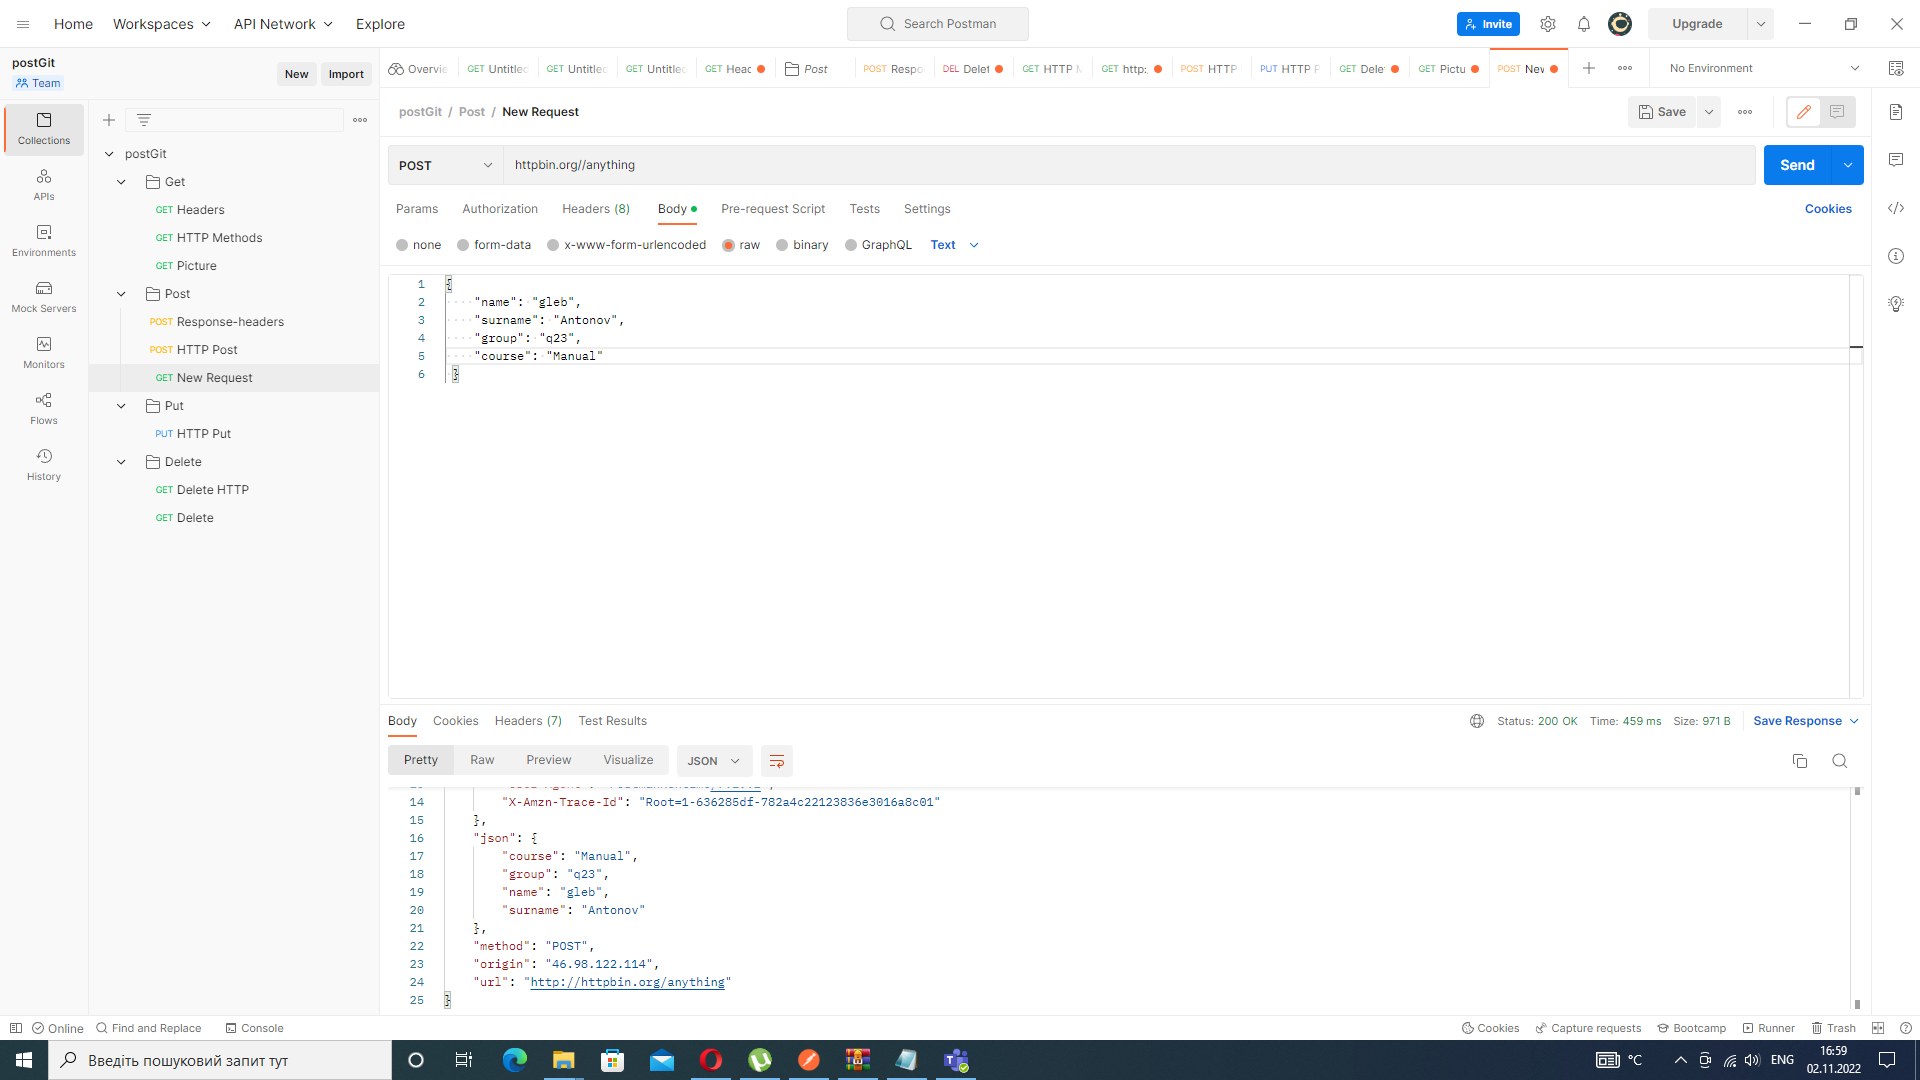 Home Workspaces API Network Explore
Search Postman
Invite
Upgrade
postGit
Team
New Import
Overvie
GET Untitled
GET Untitled
GET Untitled
GET Head
Post
POST Respo
DEL Delet
GET HTTP M
GET http:
POST HTTP
PUT HTTP P
GET Dele
GET Pictu
POST New
No Environment
postGit / Post / New Request
Save
Collections
APIs
Environments
Mock Servers
Monitors
Flows
History
postGit
Get
GET Headers
GET HTTP Methods
GET Picture
Post
POST Response-headers
POST HTTP Post
GET New Request
Put
PUT HTTP Put
Delete
GET Delete HTTP
GET Delete
POST httpbin.org//anything
Send
Params Authorization Headers (8) Body Pre-request Script Tests Settings
Cookies
none form-data x-www-form-urlencoded raw binary GraphQL Text
1 {
2 "name": "gleb",
3 "surname": "Antonov",
4 "group": "q23",
5 "course": "Manual"
6 }
Body Cookies Headers (7) Test Results
Status: 200 OK Time: 459 ms Size: 971 B Save Response
Pretty Raw Preview Visualize JSON
14 "X-Amzn-Trace-Id": "Root=1-636285df-782a4c22123836e3016a8c01"
15 },
16 "json": {
17 "course": "Manual",
18 "group": "q23",
19 "name": "gleb",
20 "surname": "Antonov"
21 },
22 "method": "POST",
23 "origin": "46.98.122.114",
24 "url": "http://httpbin.org/anything"
25 }
Online Find and Replace Console
Cookies Capture requests Bootcamp Runner Trash
Введіть пошуковий запит тут
°C
ENG
16:59
02.11.2022